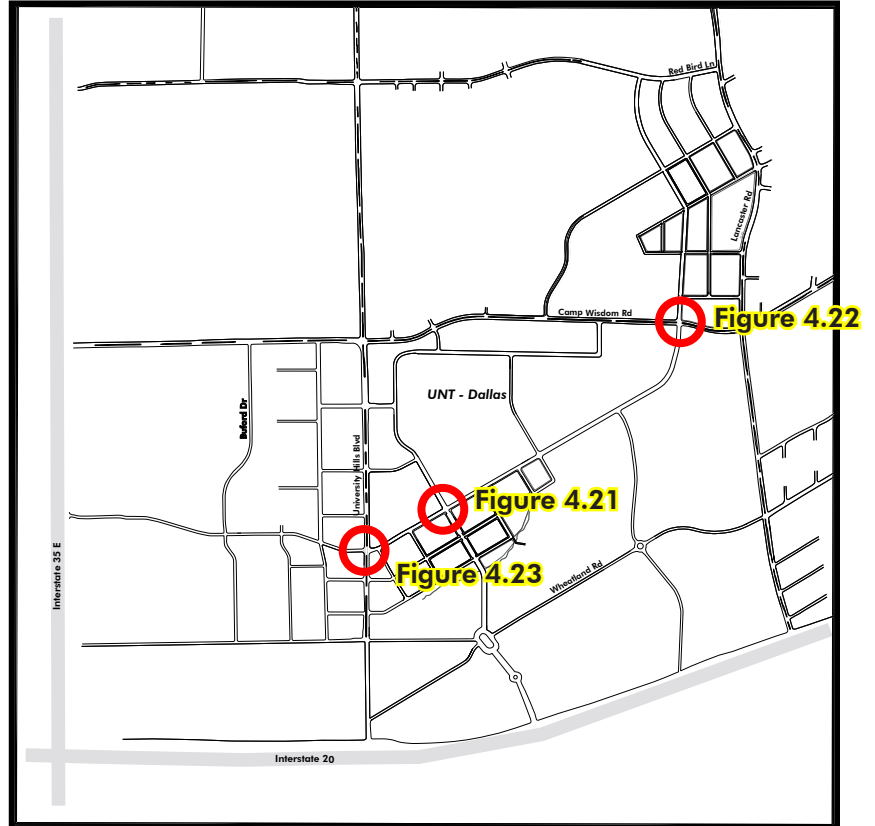 Red Bird Ln
Lancaster Rd
Camp Wisdom Rd
Figure 4.22
UNT - Dallas
Buford Dr
University Hills Blvd
Figure 4.21
Interstate 35 E
Figure 4.23
Wheatland Rd
Interstate 20